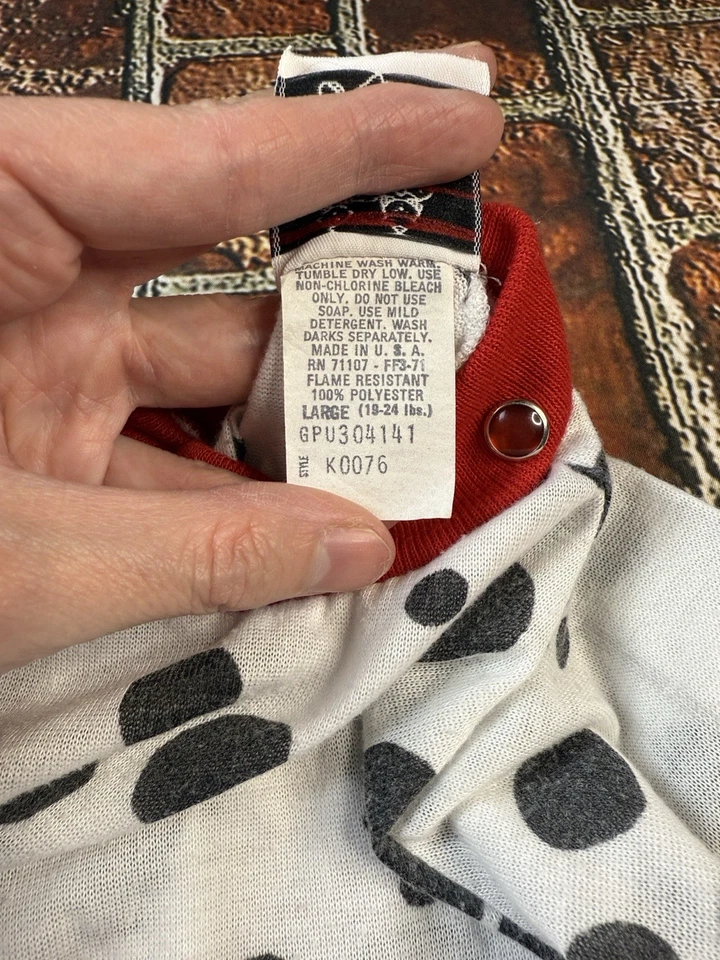 MACHINE WASH WARM.
TUMBLE DRY LOW. USE
NON-CHLORINE BLEACH
ONLY. DO NOT USE
SOAP. USE MILD
DETERGENT. WASH
DARKS SEPARATELY.
MADE IN U. S. A.
RN 71107 - FF3-71
FLAME RESISTANT
100% POLYESTER
LARGE (19-24 lbs.)
GPU304141
STYLE K0076